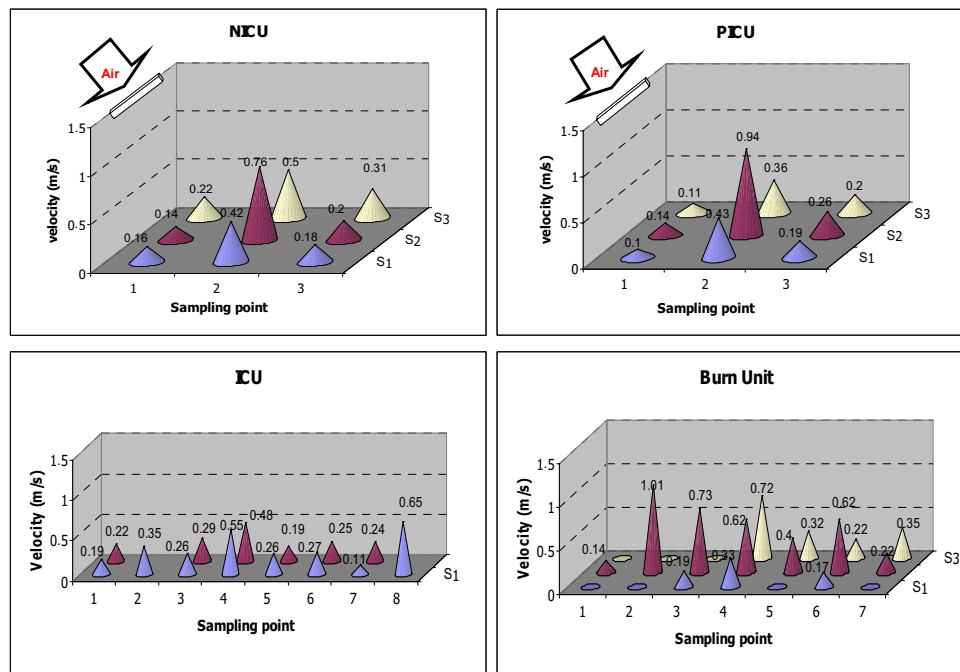 NICU
Air
velocity (m/s)
1.5
1
0.5
0
0.22
0.14
0.16
0.76
0.42
0.5
0.2
0.18
0.31
S3
S2
S1
1 2 3
Sampling point
PICU
Air
velocity (m/s)
1.5
1
0.5
0
0.11
0.14
0.1
0.94
0.43
0.36
0.26
0.19
0.2
S3
S2
S1
1 2 3
Sampling point
ICU
Velocity (m/s)
1.5
1
0.5
0
0.19 0.22 0.35 0.26 0.29 0.55 0.48 0.26 0.19 0.27 0.25 0.11 0.24 0.65
S1
1 2 3 4 5 6 7 8
Sampling point
Burn Unit
Velocity (m/s)
1.5
1
0.5
0
0.14 1.01 0.73 0.19 0.33 0.62 0.72 0.4 0.32 0.17 0.62 0.22 0.22 0.35
S3
S1
1 2 3 4 5 6 7
Sampling point